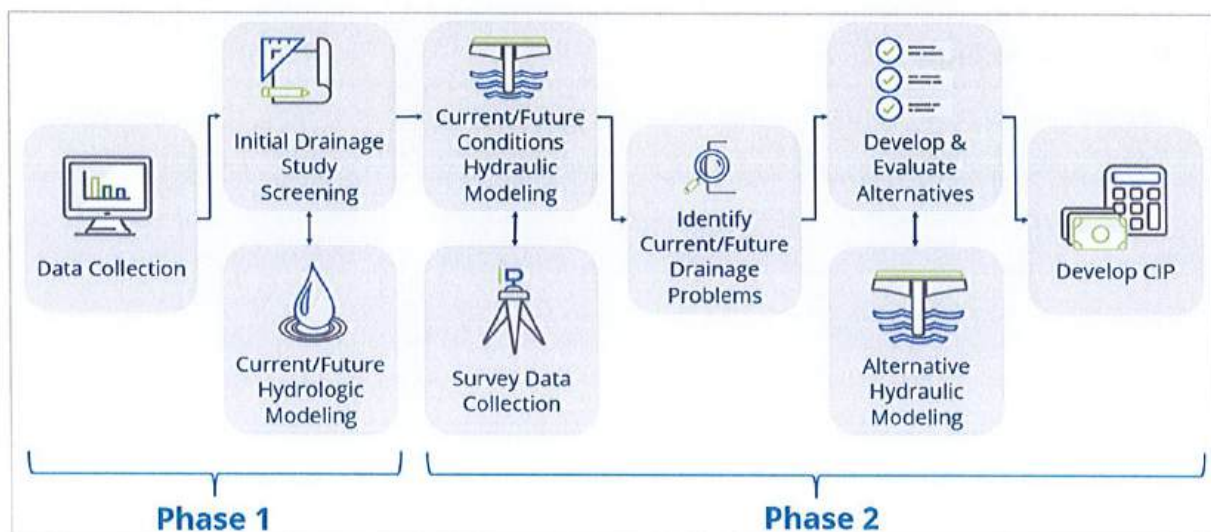 Data Collection
Initial Drainage
Study
Screening
Current/Future
Hydrologic
Modeling
Current/Future
Conditions
Hydraulic
Modeling
Survey Data
Collection
Identify
Current/Future
Drainage
Problems
Develop &
Evaluate
Alternatives
Alternative
Hydraulic
Modeling
Develop CIP
Phase 1
Phase 2